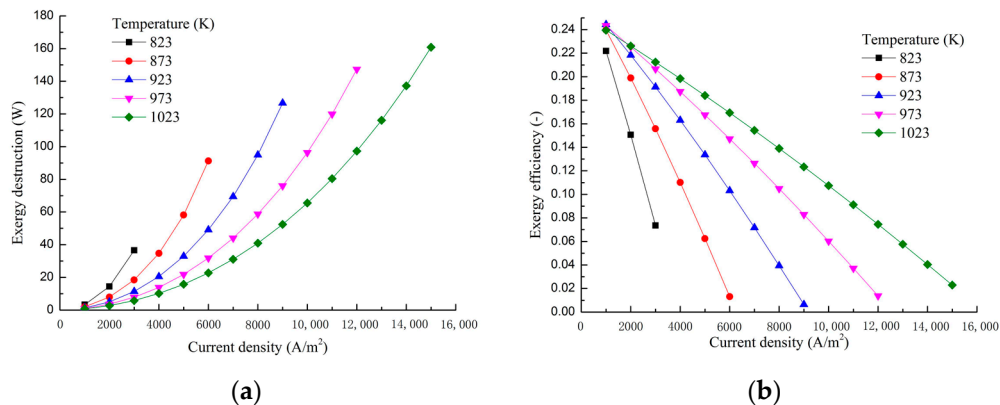 (a)
Exergy destruction (W)
180
160
140
120
100
80
60
40
20
0
Temperature (K)
823
873
923
973
1023
0 2000 4000 6000 8000 10, 000 12, 000 14, 000 16, 000
Current density (A/m²)
(a)
Exergy efficiency (-)
0.24
0.22
0.20
0.18
0.16
0.14
0.12
0.10
0.08
0.06
0.04
0.02
0.00
Temperature (K)
823
873
923
973
1023
0 2000 4000 6000 8000 10, 000 12, 000 14, 000 16, 000
Current density (A/m²)
(b)
(b)